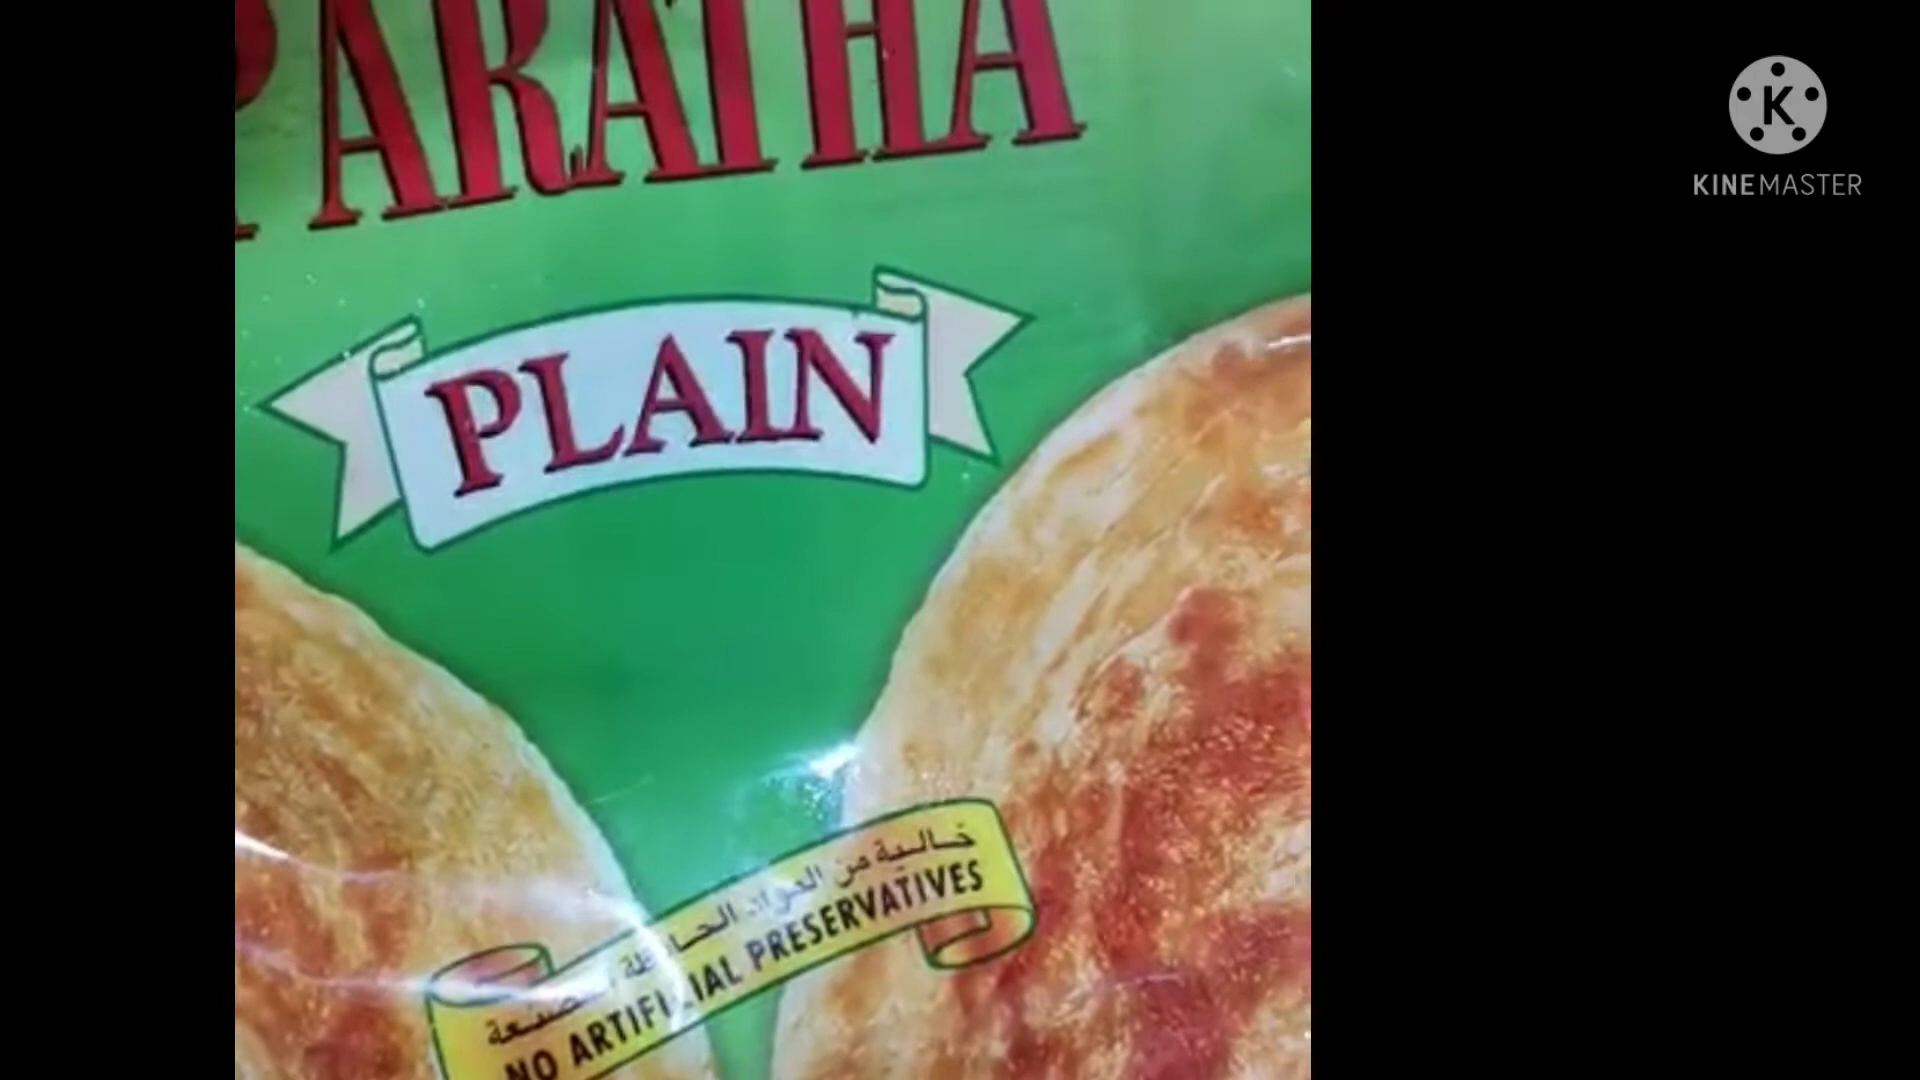 PARATHA
KINEMASTER
PLAIN
خالية من المواد الحافظة المصنعة
NO ARTIFICIAL PRESERVATIVES